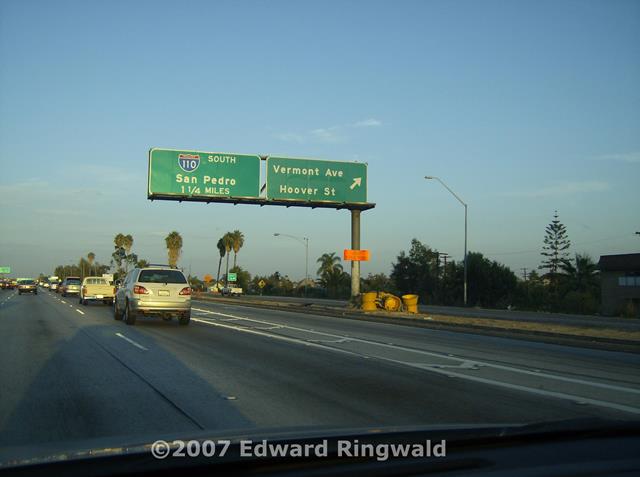 110
SOUTH
San Pedro
1 1/4 MILES
Vermont Ave
Hoover St
©2007 Edward Ringwald